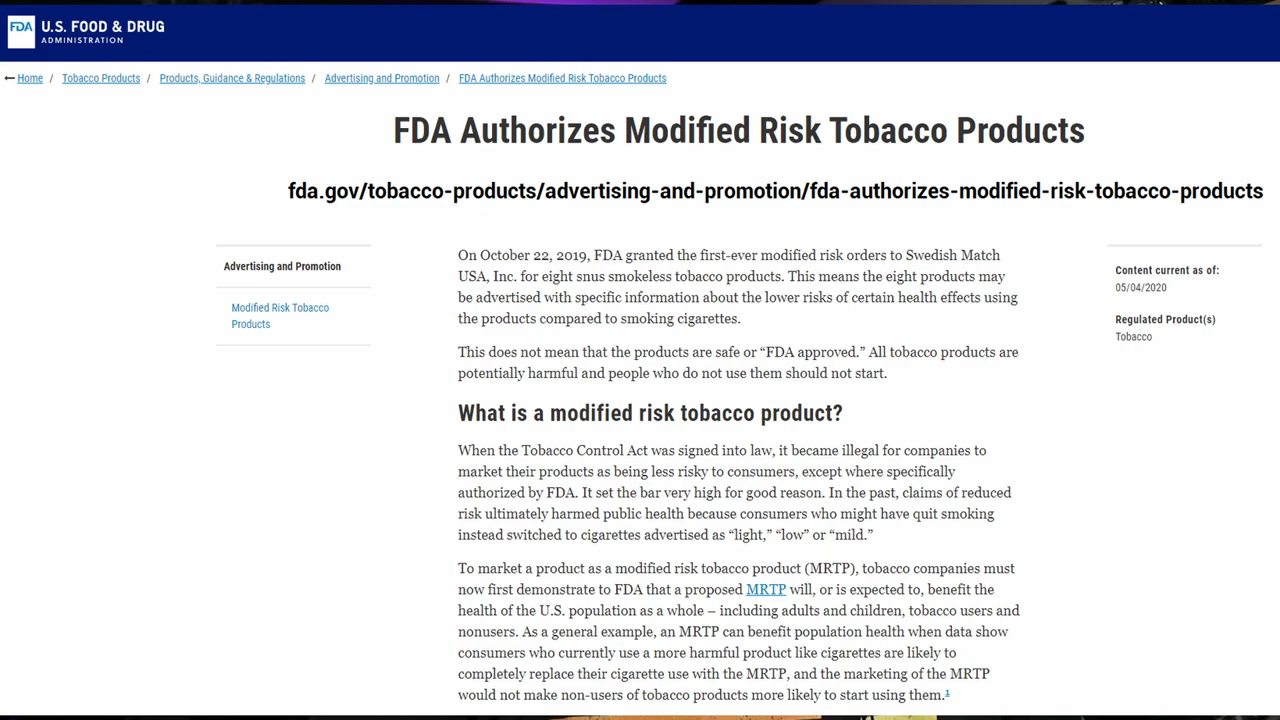 FDA U.S. FOOD & DRUG
ADMINISTRATION
Home / Tobacco Products / Products, Guidance & Regulations / Advertising and Promotion / FDA Authorizes Modified Risk Tobacco Products
FDA Authorizes Modified Risk Tobacco Products
fda.gov/tobacco-products/advertising-and-promotion/fda-authorizes-modified-risk-tobacco-products
Advertising and Promotion
Modified Risk Tobacco
Products
On October 22, 2019, FDA granted the first-ever modified risk orders to Swedish Match
USA, Inc. for eight snus smokeless tobacco products. This means the eight products may
be advertised with specific information about the lower risks of certain health effects using
the products compared to smoking cigarettes.
This does not mean that the products are safe or “FDA approved.” All tobacco products are
potentially harmful and people who do not use them should not start.
What is a modified risk tobacco product?
When the Tobacco Control Act was signed into law, it became illegal for companies to
market their products as being less risky to consumers, except where specifically
authorized by FDA. It set the bar very high for good reason. In the past, claims of reduced
risk ultimately harmed public health because consumers who might have quit smoking
instead switched to cigarettes advertised as “light,” “low” or “mild.”
To market a product as a modified risk tobacco product (MRTP), tobacco companies must
now first demonstrate to FDA that a proposed MRTP will, or is expected to, benefit the
health of the U.S. population as a whole – including adults and children, tobacco users and
nonusers. As a general example, an MRTP can benefit population health when data show
consumers who currently use a more harmful product like cigarettes are likely to
completely replace their cigarette use with the MRTP, and the marketing of the MRTP
would not make non-users of tobacco products more likely to start using them.1
Content current as of:
05/04/2020
Regulated Product(s)
Tobacco